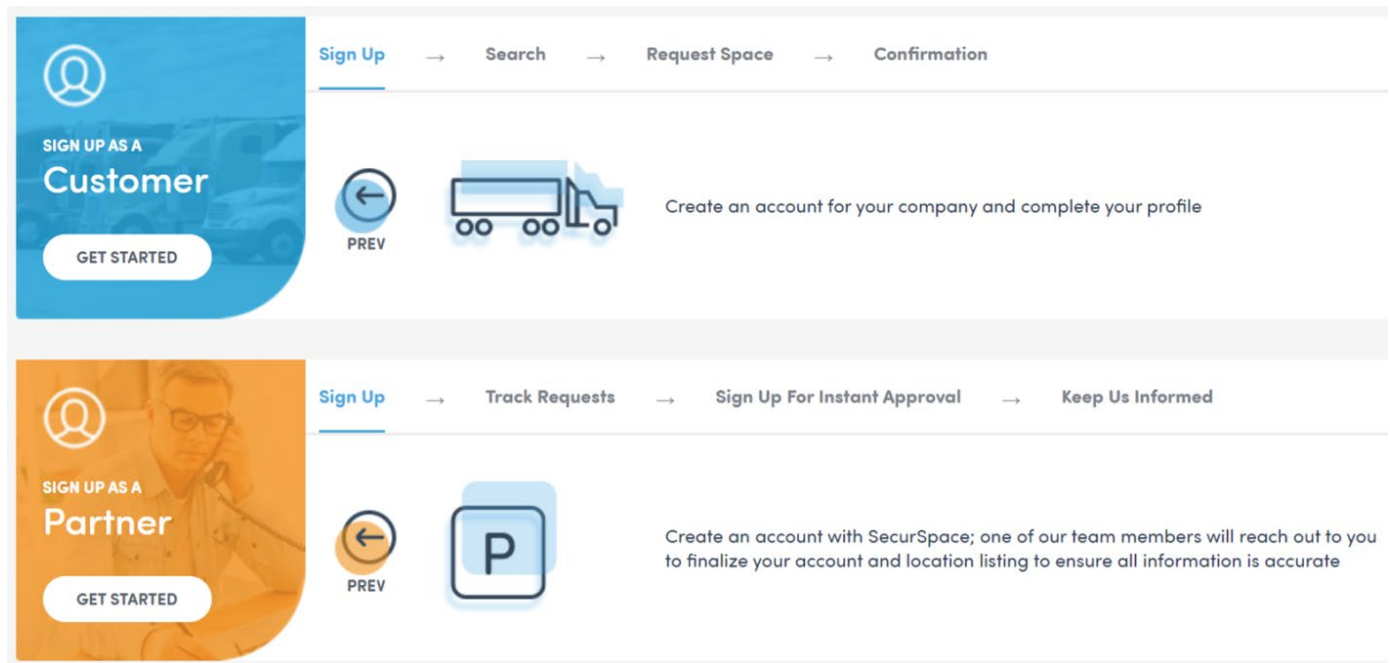 Sign Up → Search → Request Space → Confirmation
SIGN UP AS A
Customer
GET STARTED
PREV
Create an account for your company and complete your profile
Sign Up → Track Requests → Sign Up For Instant Approval → Keep Us Informed
SIGN UP AS A
Partner
GET STARTED
PREV
P
Create an account with SecurSpace; one of our team members will reach out to you
to finalize your account and location listing to ensure all information is accurate